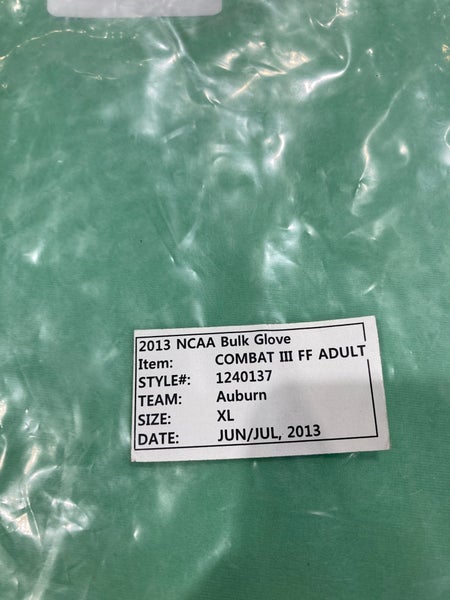 2013 NCAA Bulk Glove
Item: COMBAT III FF ADULT
STYLE#: 1240137
TEAM: Auburn
SIZE: XL
DATE: JUN/JUL, 2013